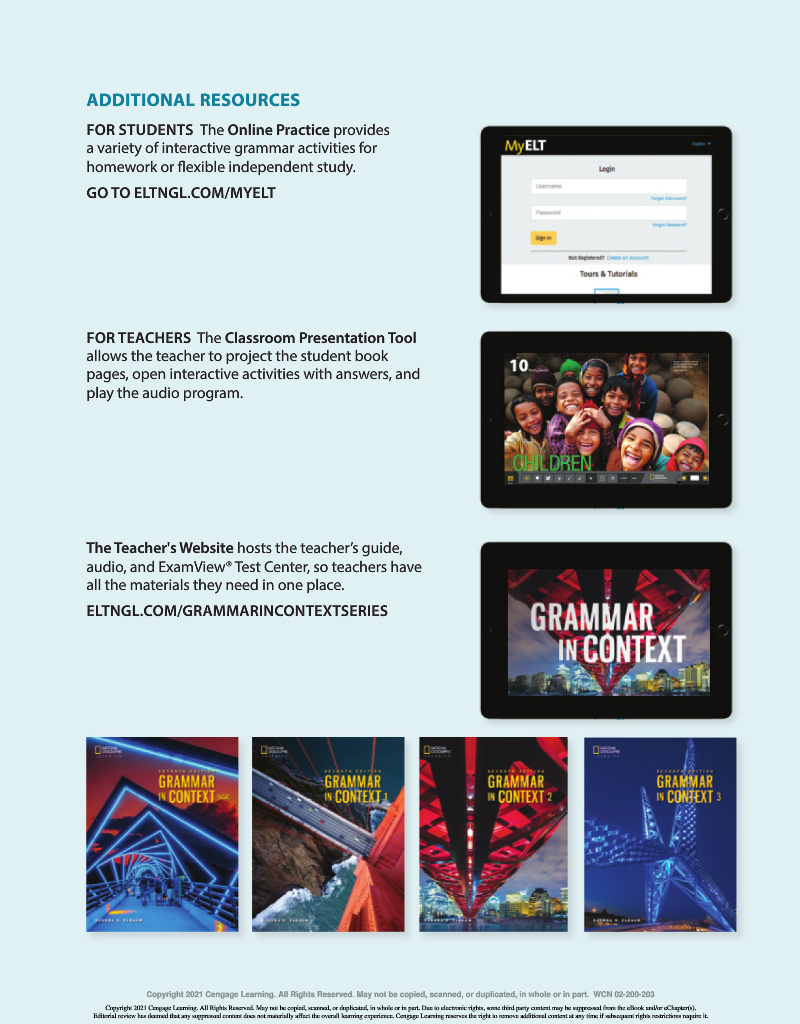 ADDITIONAL RESOURCES
FOR STUDENTS The Online Practice provides
a variety of interactive grammar activities for
homework or flexible independent study.
GO TO ELTNGL.COM/MYELT
MyELT
English
Login
Username
Forgot Username?
Password
Forgot Password?
Sign in
Not Registered? Create an Account!
Tours & Tutorials
FOR TEACHERS The Classroom Presentation Tool
allows the teacher to project the student book
pages, open interactive activities with answers, and
play the audio program.
10
CHILDREN
The Teacher's Website hosts the teacher's guide,
audio, and ExamView® Test Center, so teachers have
all the materials they need in one place.
ELTNGL.COM/GRAMMARINCONTEXTSERIES
GRAMMAR
IN CONTEXT
NATIONAL
GEOGRAPHIC
LEARNING
SEVENTH EDITION
GRAMMAR
IN CONTEXT BASIC
SANDRA N. ELBAUM
NATIONAL
GEOGRAPHIC
LEARNING
SEVENTH EDITION
GRAMMAR
IN CONTEXT 1
SANDRA N. ELBAUM
NATIONAL
GEOGRAPHIC
LEARNING
SEVENTH EDITION
GRAMMAR
IN CONTEXT 2
SANDRA N. ELBAUM
NATIONAL
GEOGRAPHIC
LEARNING
SEVENTH EDITION
GRAMMAR
IN CONTEXT 3
SANDRA N. ELBAUM
Copyright 2021 Cengage Learning. All Rights Reserved. May not be copied, scanned, or duplicated, in whole or in part. WCN 02-200-203
Copyright 2021 Cengage Learning. All Rights Reserved. May not be copied, scanned, or duplicated, in whole or in part. Due to electronic rights, some third party content may be suppressed from the eBook and/or eChapter(s).
Editorial review has deemed that any suppressed content does not materially affect the overall learning experience. Cengage Learning reserves the right to remove additional content at any time if subsequent rights restrictions require it.